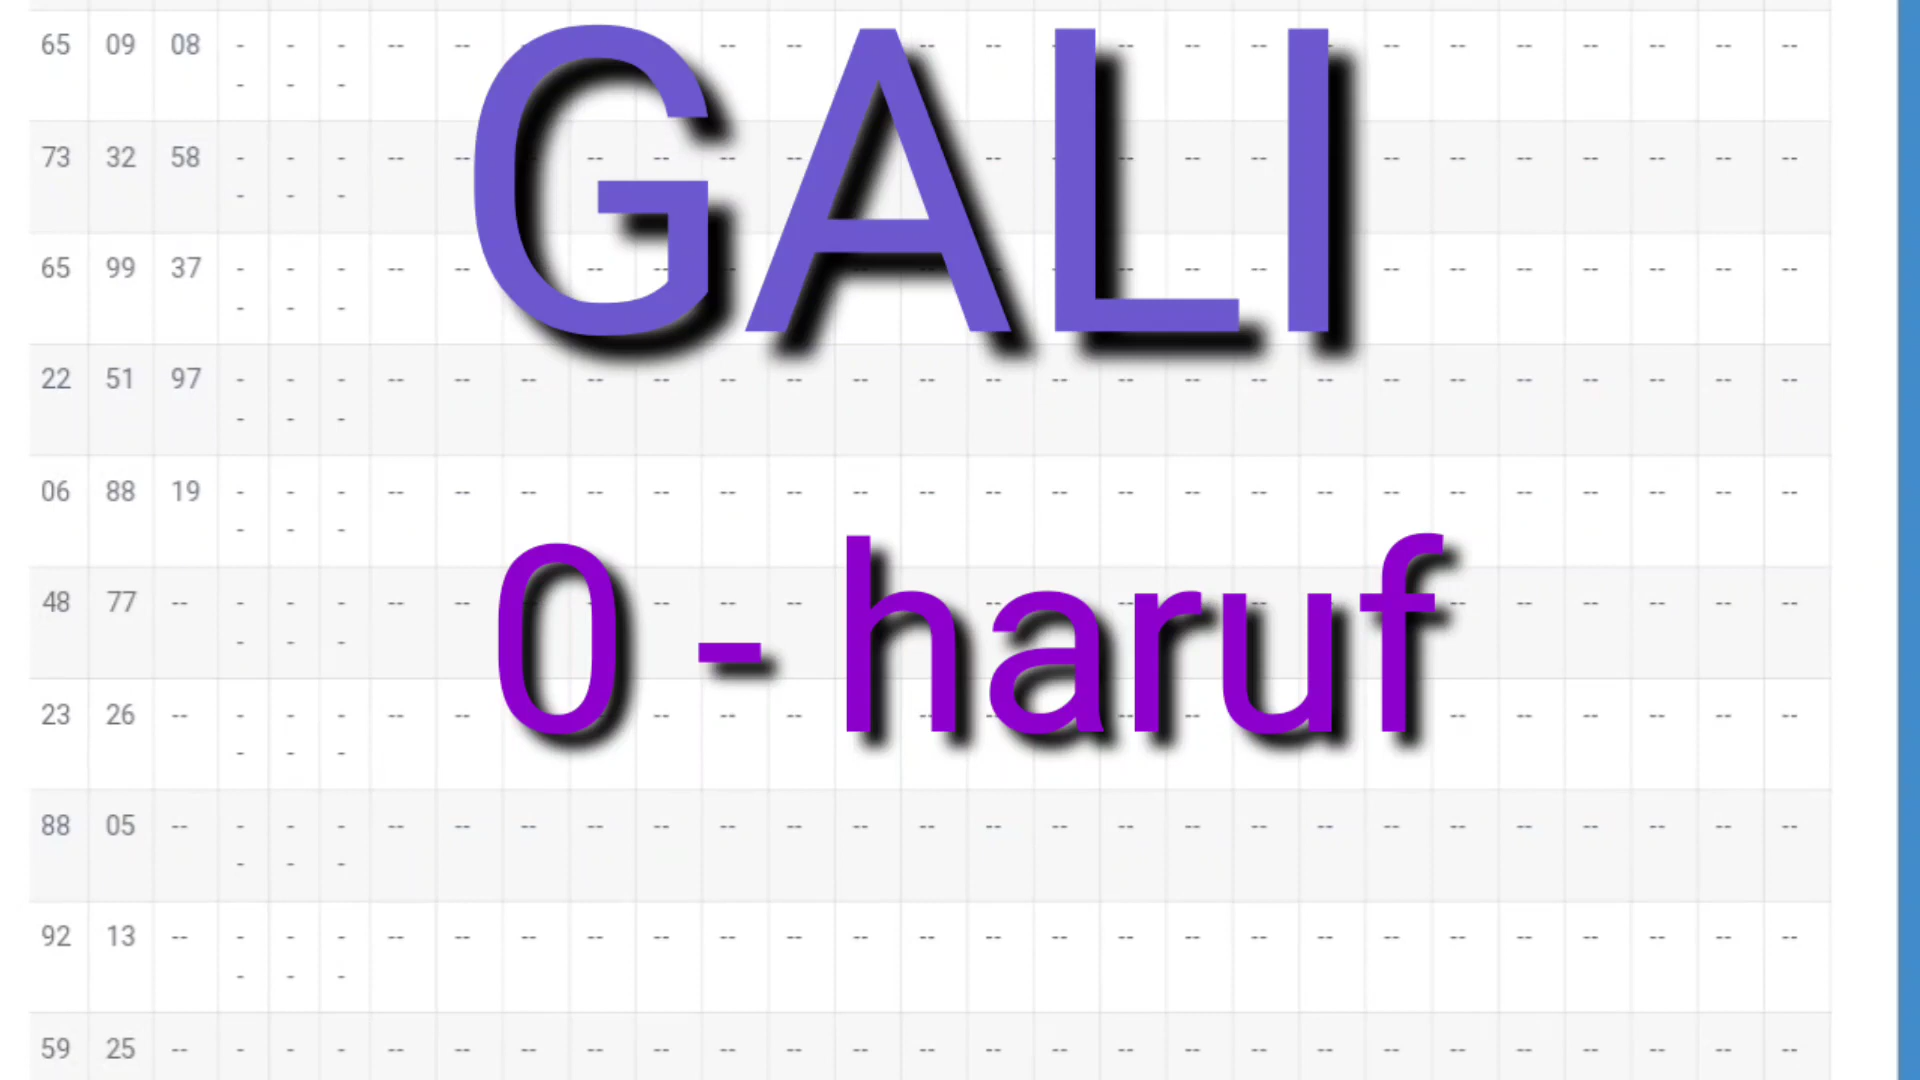 GALI
0 - haruf
65 09 08 - - - -- -- -- -- -- -- -- -- -- -- -- -- -- --
- - -
73 32 58 - - - -- -- -- -- -- -- -- -- -- -- -- -- -- -- -- --
- - -
65 99 37 - - - -- -- -- -- -- -- -- -- -- -- -- -- -- -- -- --
- - -
22 51 97 - - - -- -- -- -- -- -- -- -- -- -- -- -- -- -- -- -- -- -- -- -- --
- - -
06 88 19 - - - -- -- -- -- -- -- -- -- -- -- -- -- -- -- -- -- -- -- -- -- --
- - -
48 77 -- - - - -- -- -- -- -- -- -- -- -- -- -- --
- - -
23 26 -- - - - -- -- -- -- -- -- -- -- -- -- -- --
- - -
88 05 -- - - - -- -- -- -- -- -- -- -- -- -- -- -- -- -- -- -- -- -- -- -- --
- - -
92 13 -- - - - -- -- -- -- -- -- -- -- -- -- -- -- -- -- -- -- -- -- -- -- --
- - -
59 25 -- - - - -- -- -- -- -- -- -- -- -- -- -- -- -- -- -- -- -- -- -- -- --